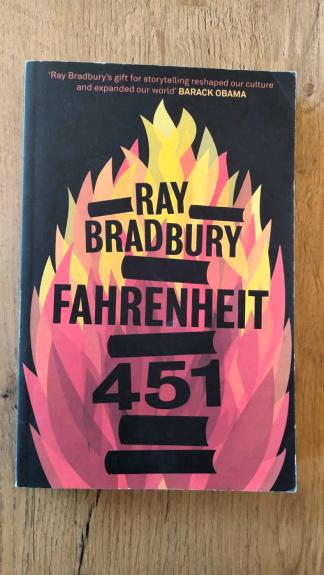 ‘Ray Bradbury’s gift for storytelling reshaped our culture
and expanded our world’ BARACK OBAMA
RAY
BRADBURY
FAHRENHEIT
451